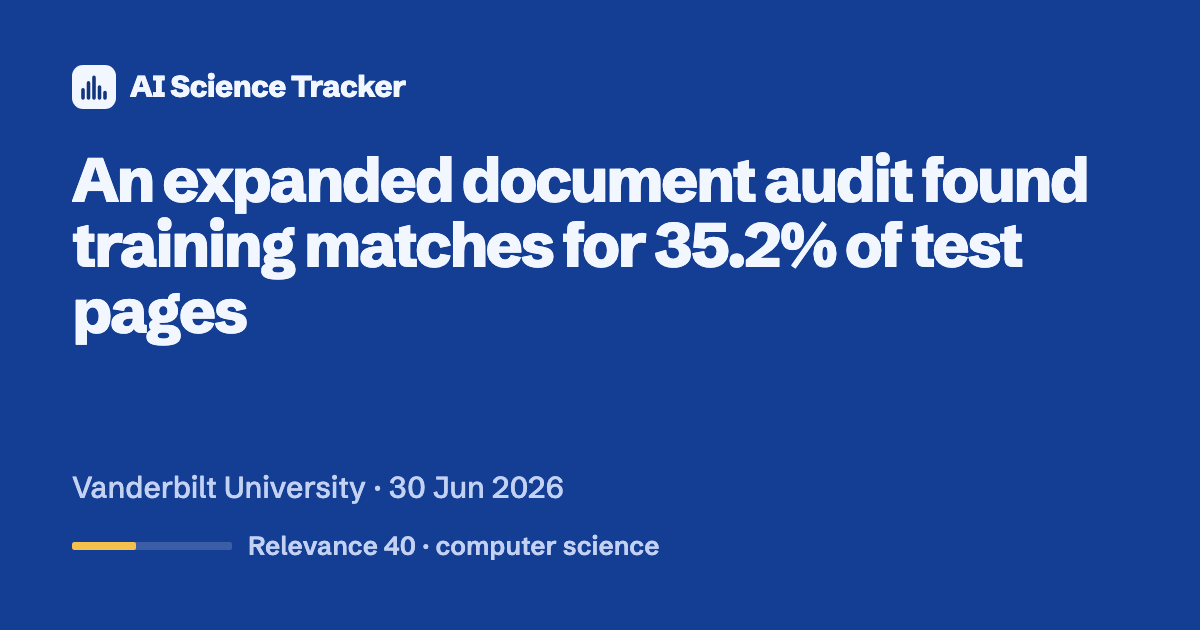 AI Science Tracker
An expanded document audit found
training matches for 35.2% of test
pages
Vanderbilt University · 30 Jun 2026
Relevance 40 · computer science